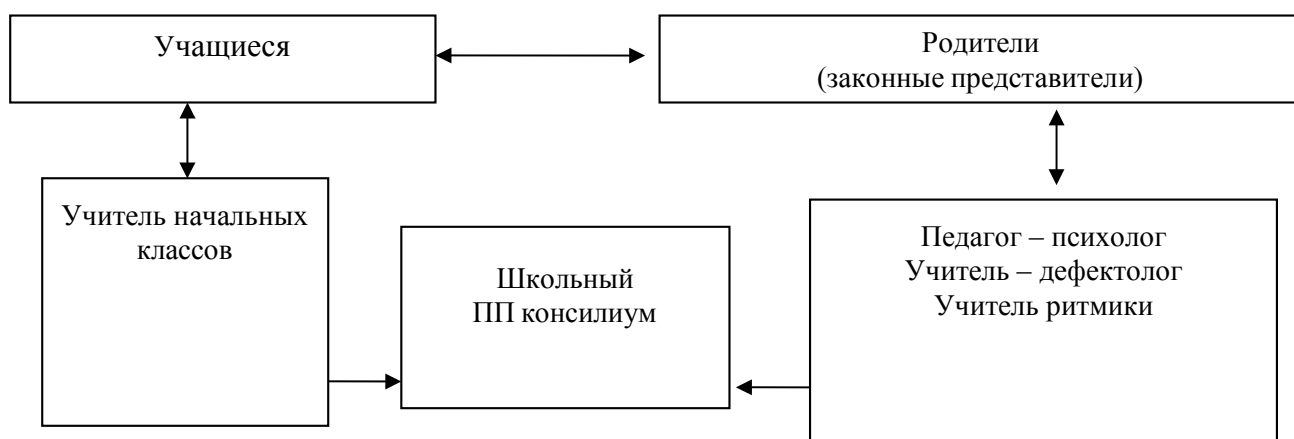 Учащиеся
Родители
(законные представители)
Учитель начальных
классов
Школьный
ПП консилиум
Педагог – психолог
Учитель – дефектолог
Учитель ритмики